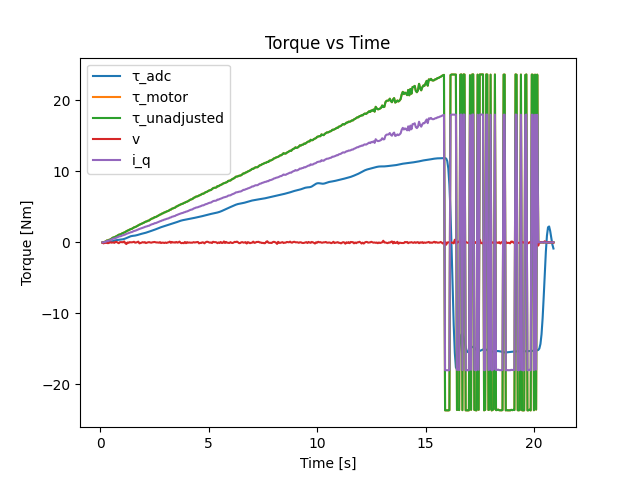 Torque vs Time
τ_adc
τ_motor
τ_unadjusted
v
i_q
Torque [Nm]
20
10
0
−10
−20
0
5
10
15
20
Time [s]